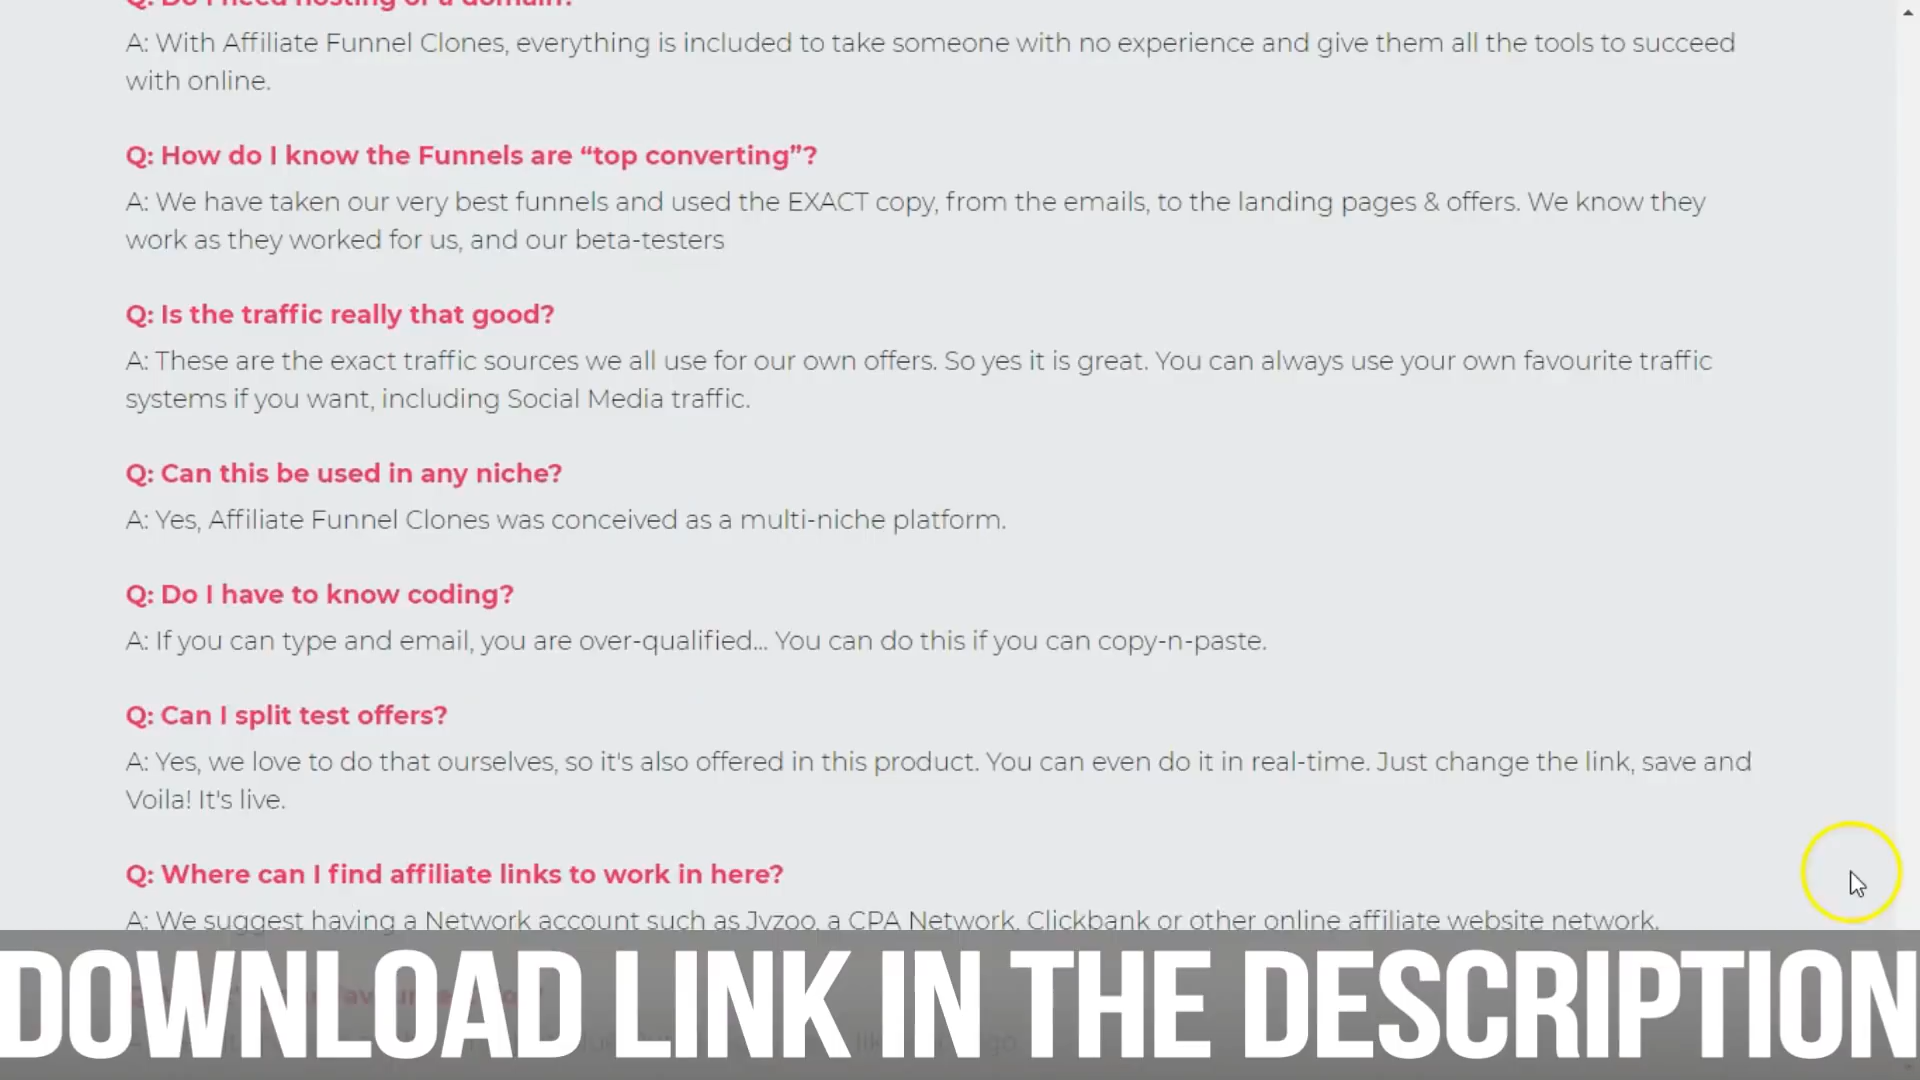 Q: Do I need hosting or a domain?
A: With Affiliate Funnel Clones, everything is included to take someone with no experience and give them all the tools to succeed
with online.
Q: How do I know the Funnels are “top converting”?
A: We have taken our very best funnels and used the EXACT copy, from the emails, to the landing pages & offers. We know they
work as they worked for us, and our beta-testers
Q: Is the traffic really that good?
A: These are the exact traffic sources we all use for our own offers. So yes it is great. You can always use your own favourite traffic
systems if you want, including Social Media traffic.
Q: Can this be used in any niche?
A: Yes, Affiliate Funnel Clones was conceived as a multi-niche platform.
Q: Do I have to know coding?
A: If you can type and email, you are over-qualified... You can do this if you can copy-n-paste.
Q: Can I split test offers?
A: Yes, we love to do that ourselves, so it's also offered in this product. You can even do it in real-time. Just change the link, save and
Voila! It's live.
Q: Where can I find affiliate links to work in here?
A: We suggest having a Network account such as Jvzoo, a CPA Network, Clickbank or other online affiliate website network.
DOWNLOAD LINK IN THE DESCRIPTION